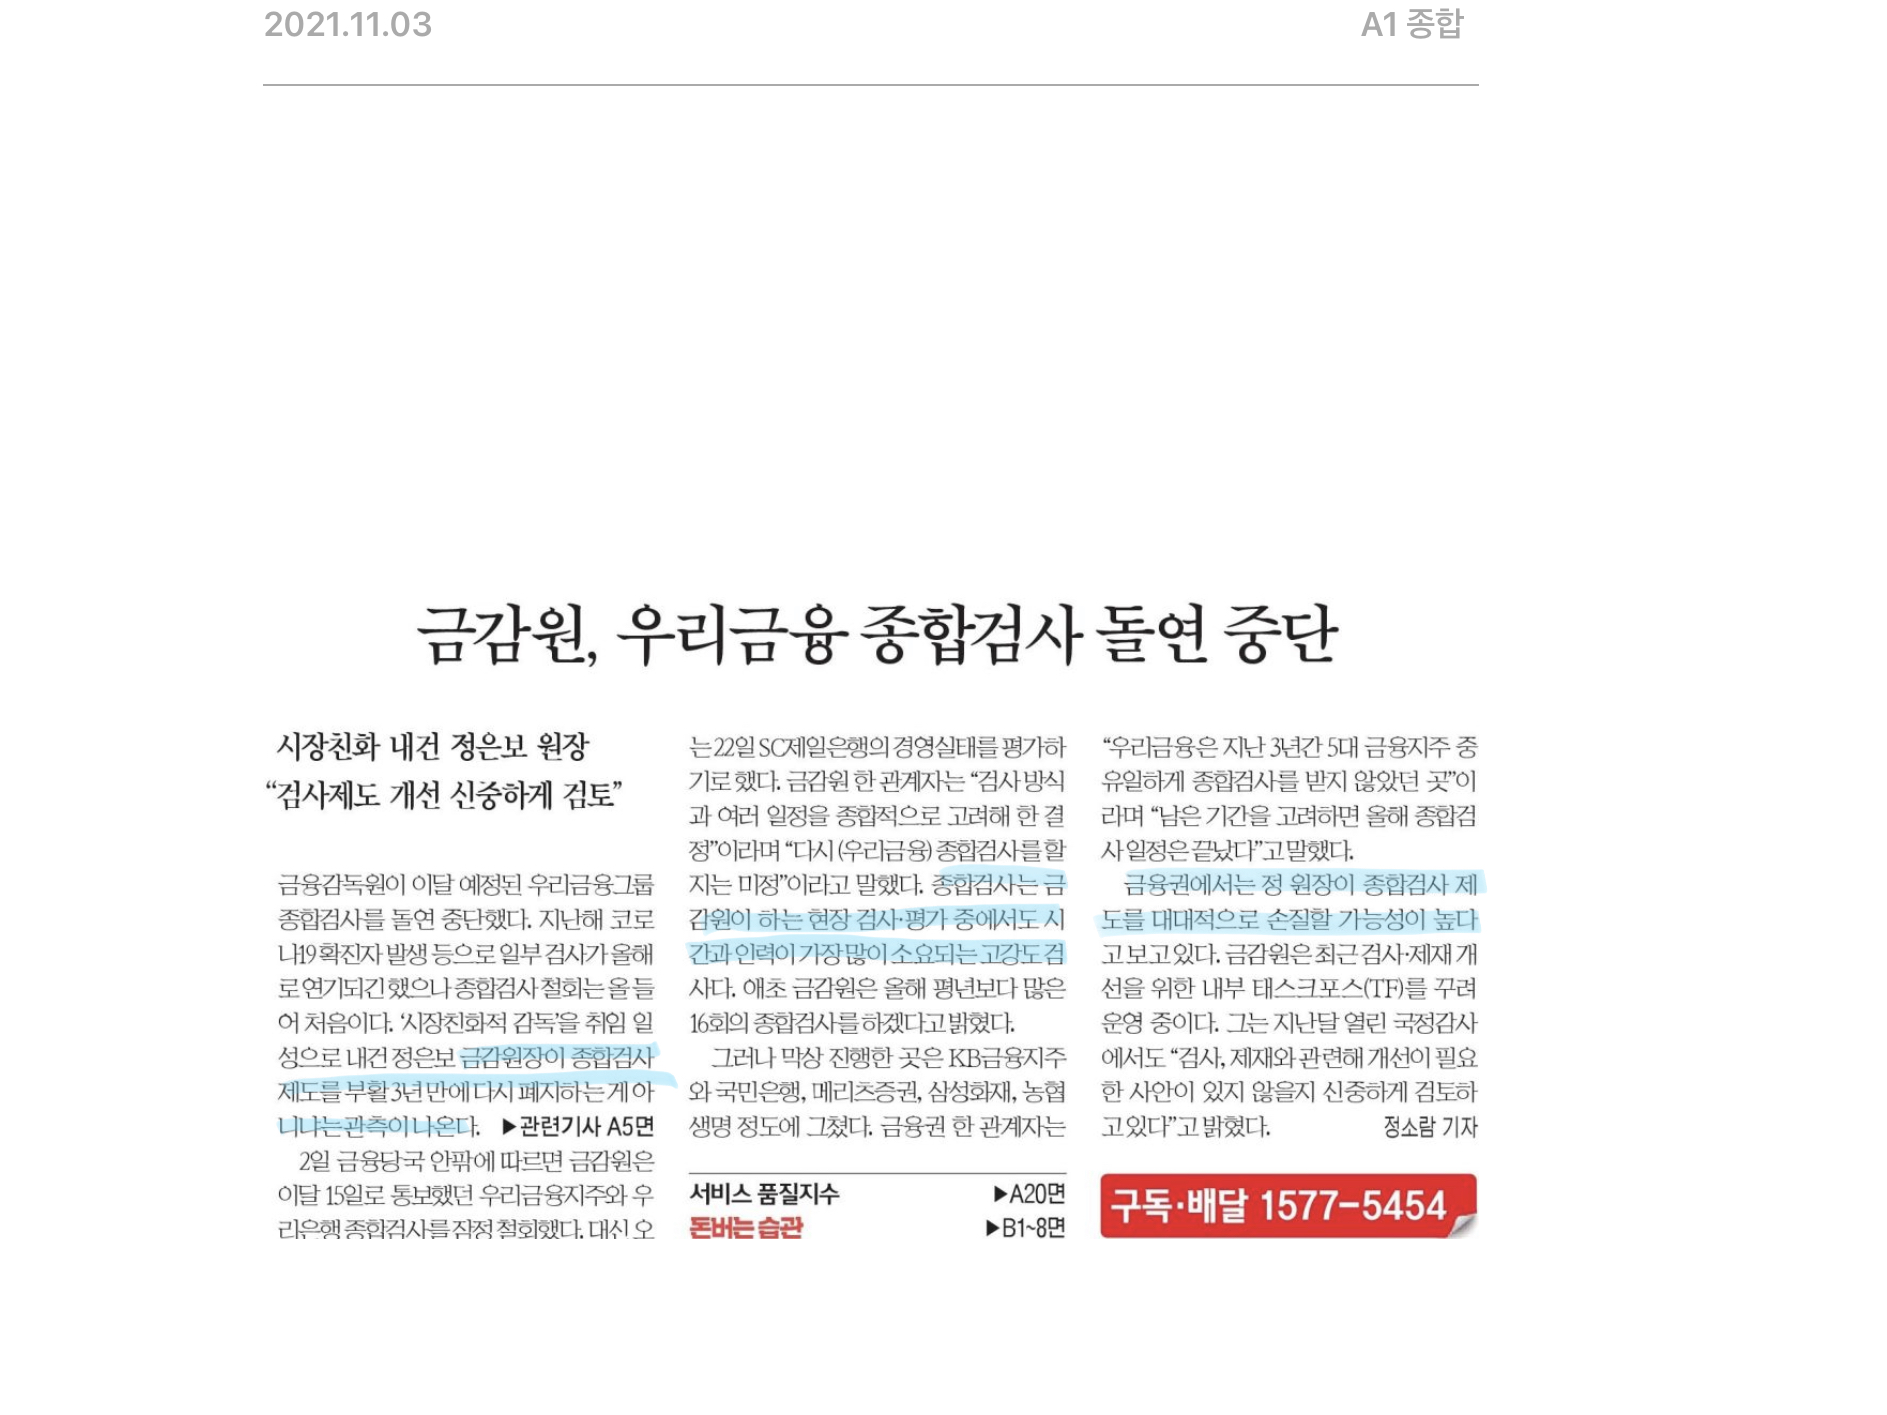 2021.11.03
A1 종합
금감원, 우리금융 종합검사 돌연 중단
시장친화 내건 정은보 원장
“검사제도 개선 신중하게 검토”
금융감독원이 이달 예정된 우리금융그룹
종합검사를 돌연 중단했다. 지난해 코로
나19 확진자 발생 등으로 일부 검사가 올해
로 연기되긴 했으나 종합검사 철회는 올 들
어 처음이다. ‘시장친화적 감독’을 취임 일
성으로 내건 정은보 금감원장이 종합검사
제도를 부활 3년 만에 다시 폐지하는 게 아
니냐는 관측이 나온다. ▶관련기사 A5면
2일 금융당국 안팎에 따르면 금감원은
이달 15일로 통보했던 우리금융지주와 우
리은행 종합검사를 잠정 철회했다. 대신 오
는 22일 SC제일은행의 경영실태를 평가하
기로 했다. 금감원 한 관계자는 “검사 방식
과 여러 일정을 종합적으로 고려해 한 결
정”이라며 “다시 (우리금융) 종합검사를 할
지는 미정”이라고 말했다. 종합검사는 금
감원이 하는 현장 검사·평가 중에서도 시
간과 인력이 가장 많이 소요되는 고강도 검
사다. 애초 금감원은 올해 평년보다 많은
16회의 종합검사를 하겠다고 밝혔다.
그러나 막상 진행한 곳은 KB금융지주
와 국민은행, 메리츠증권, 삼성화재, 농협
생명 정도에 그쳤다. 금융권 한 관계자는
서비스 품질지수 ▶A20면
돈버는 습관 ▶B1~8면
“우리금융은 지난 3년간 5대 금융지주 중
유일하게 종합검사를 받지 않았던 곳”이
라며 “남은 기간을 고려하면 올해 종합검
사 일정은 끝났다”고 말했다.
금융권에서는 정 원장이 종합검사 제
도를 대대적으로 손질할 가능성이 높다
고 보고 있다. 금감원은 최근 검사·제재 개
선을 위한 내부 태스크포스(TF)를 꾸려
운영 중이다. 그는 지난달 열린 국정감사
에서도 “검사, 제재와 관련해 개선이 필요
한 사안이 있지 않을지 신중하게 검토하
고 있다”고 밝혔다. 정소람 기자
구독·배달 1577-5454